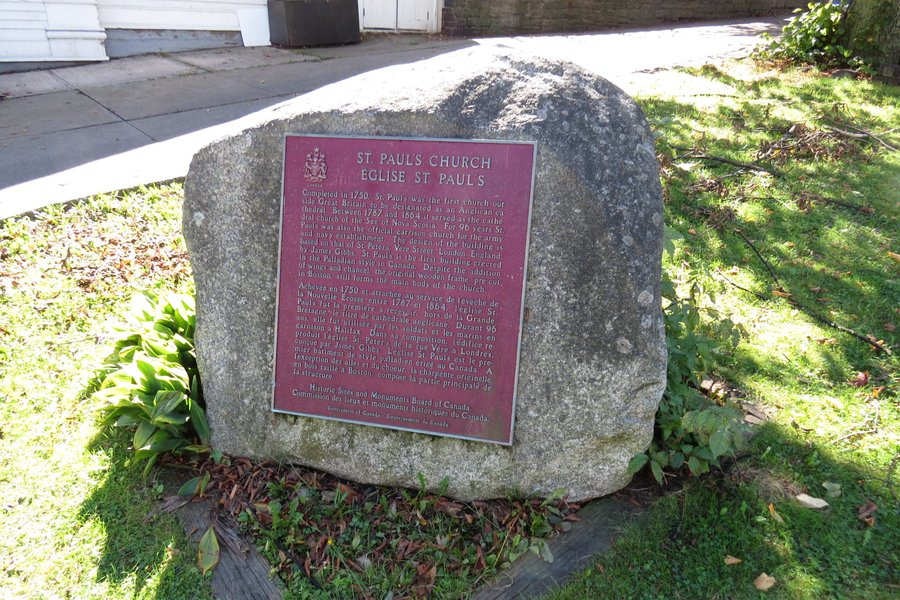 CANADA
ST. PAUL'S CHURCH
EGLISE ST. PAUL'S
Completed in 1750, St. Paul's was the first church out
side Great Britain to be designated as an Anglican ca
thedral. Between 1787 and 1864 it served as the cathe
dral church of the See of Nova Scotia. For 96 years St.
Paul's was also the official garrison church for the army
and navy establishment. The design of the building is
based on that of St. Peter's, Vere Street, London, England,
by James Gibbs. St. Paul's is the first building erected
in the Palladian style in Canada. Despite the addition
of wings and chancel, the original wooden frame, pre cut
in Boston, still forms the main body of the church.
Achevée en 1750 et attachée au service de l'évêché de
la Nouvelle-Écosse entre 1787 et 1864, l'église St.
Paul's fut la première à recevoir, hors de la Grande-
Bretagne, le titre de cathédrale anglicane. Durant 96
ans, elle fut utilisée par les soldats et les marins en
garnison à Halifax. Dans sa composition, l'édifice re-
produit l'église St. Peter's, de la rue Vere à Londres,
conçue par James Gibbs. L'église St. Paul's est le pre-
mier bâtiment de style palladien érigé au Canada. A
l'exception des ailes et du choeur, la charpente originelle,
en bois taillé à Boston, compose la partie principale de
la structure.
Historic Sites and Monuments Board of Canada.
Commission des lieux et monuments historiques du Canada.
Government of Canada - Gouvernement du Canada